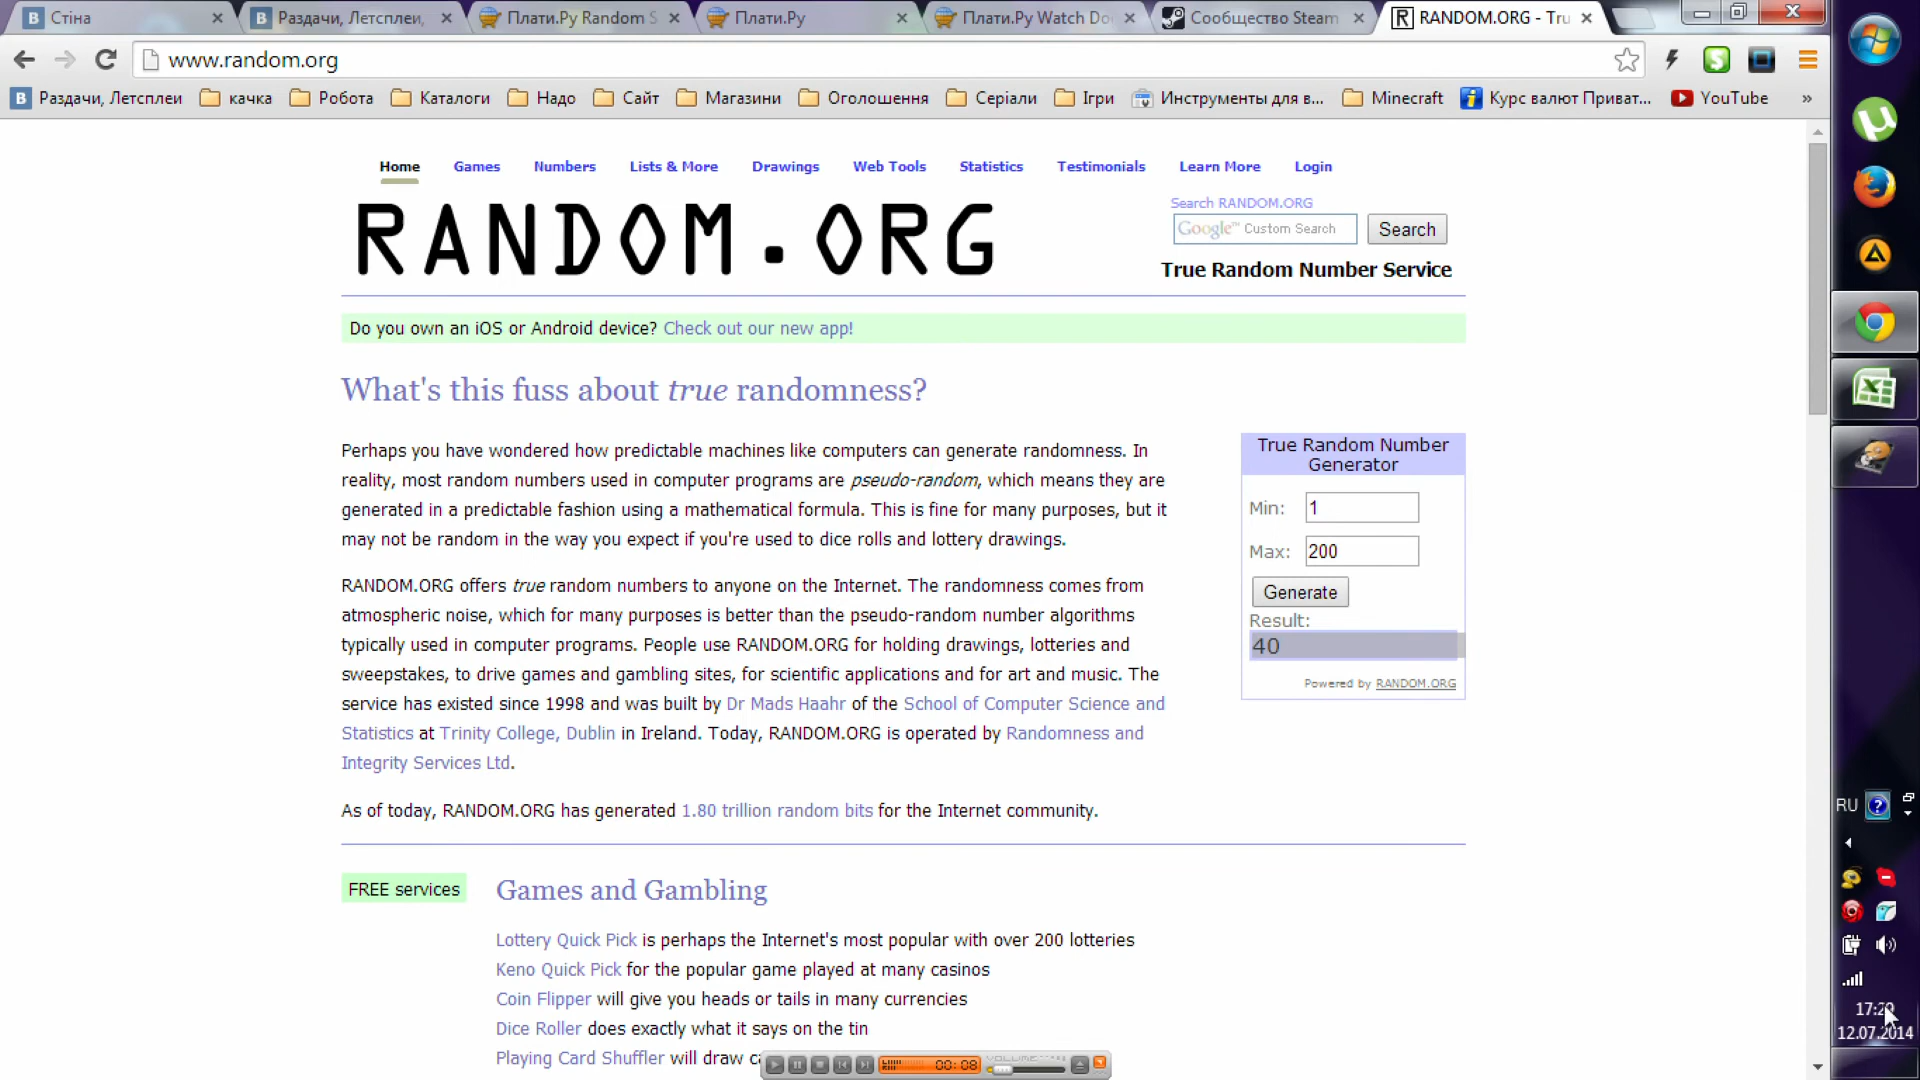 Стіна
Раздачи, Летсплеи,
Плати.Ру Random S
Плати.Ру
Плати.Ру Watch Do
Сообщество Steam
RANDOM.ORG - Tru
www.random.org
Раздачи, Летсплеи
качка
Робота
Каталоги
Надо
Сайт
Магазини
Оголошення
Серіали
Ігри
Инструменты для в...
Minecraft
Курс валют Приват...
YouTube
»
Home
Games
Numbers
Lists & More
Drawings
Web Tools
Statistics
Testimonials
Learn More
Login
RANDOM.ORG
Search RANDOM.ORG
Google™ Custom Search
Search
True Random Number Service
Do you own an iOS or Android device? Check out our new app!
What's this fuss about true randomness?
Perhaps you have wondered how predictable machines like computers can generate randomness. In
reality, most random numbers used in computer programs are pseudo-random, which means they are
generated in a predictable fashion using a mathematical formula. This is fine for many purposes, but it
may not be random in the way you expect if you're used to dice rolls and lottery drawings.
RANDOM.ORG offers true random numbers to anyone on the Internet. The randomness comes from
atmospheric noise, which for many purposes is better than the pseudo-random number algorithms
typically used in computer programs. People use RANDOM.ORG for holding drawings, lotteries and
sweepstakes, to drive games and gambling sites, for scientific applications and for art and music. The
service has existed since 1998 and was built by Dr Mads Haahr of the School of Computer Science and
Statistics at Trinity College, Dublin in Ireland. Today, RANDOM.ORG is operated by Randomness and
Integrity Services Ltd.
As of today, RANDOM.ORG has generated 1.80 trillion random bits for the Internet community.
True Random Number
Generator
Min: 1
Max: 200
Generate
Result:
40
Powered by RANDOM.ORG
FREE services
Games and Gambling
Lottery Quick Pick is perhaps the Internet's most popular with over 200 lotteries
Keno Quick Pick for the popular game played at many casinos
Coin Flipper will give you heads or tails in many currencies
Dice Roller does exactly what it says on the tin
Playing Card Shuffler will draw
00:08
VOLUME
RU
12.07.2014